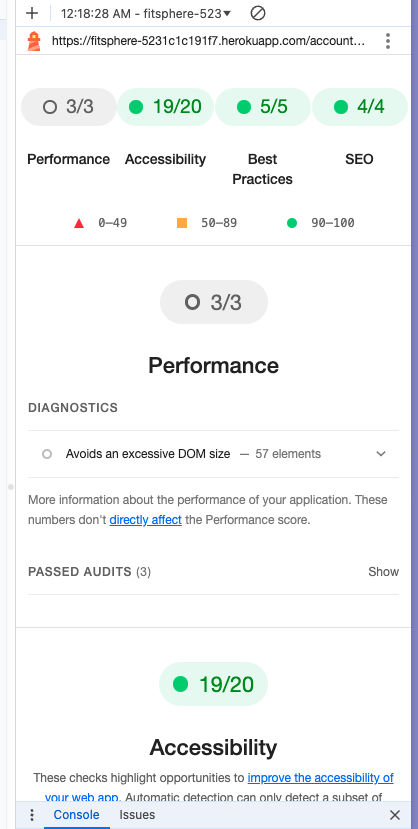 12:18:28 AM - fitsphere-523▾
https://fitsphere-5231c1c191f7.herokuapp.com/account...
3/3 19/20 5/5 4/4
Performance Accessibility Best Practices SEO
0–49 50–89 90–100
3/3
Performance
DIAGNOSTICS
Avoids an excessive DOM size — 57 elements
More information about the performance of your application. These
numbers don't directly affect the Performance score.
PASSED AUDITS (3) Show
19/20
Accessibility
These checks highlight opportunities to improve the accessibility of
your web app. Automatic detection can only detect a subset of
Console Issues